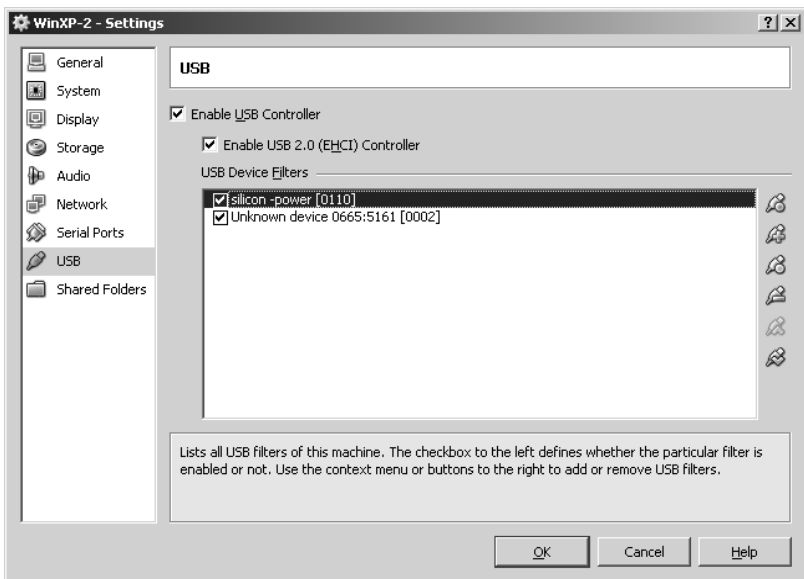 WinXP-2 - Settings
General
System
Display
Storage
Audio
Network
Serial Ports
USB
Shared Folders
USB
Enable USB Controller
Enable USB 2.0 (EHCI) Controller
USB Device Filters
silicon -power [0110]
Unknown device 0665:5161 [0002]
Lists all USB filters of this machine. The checkbox to the left defines whether the particular filter is
enabled or not. Use the context menu or buttons to the right to add or remove USB filters.
OK
Cancel
Help